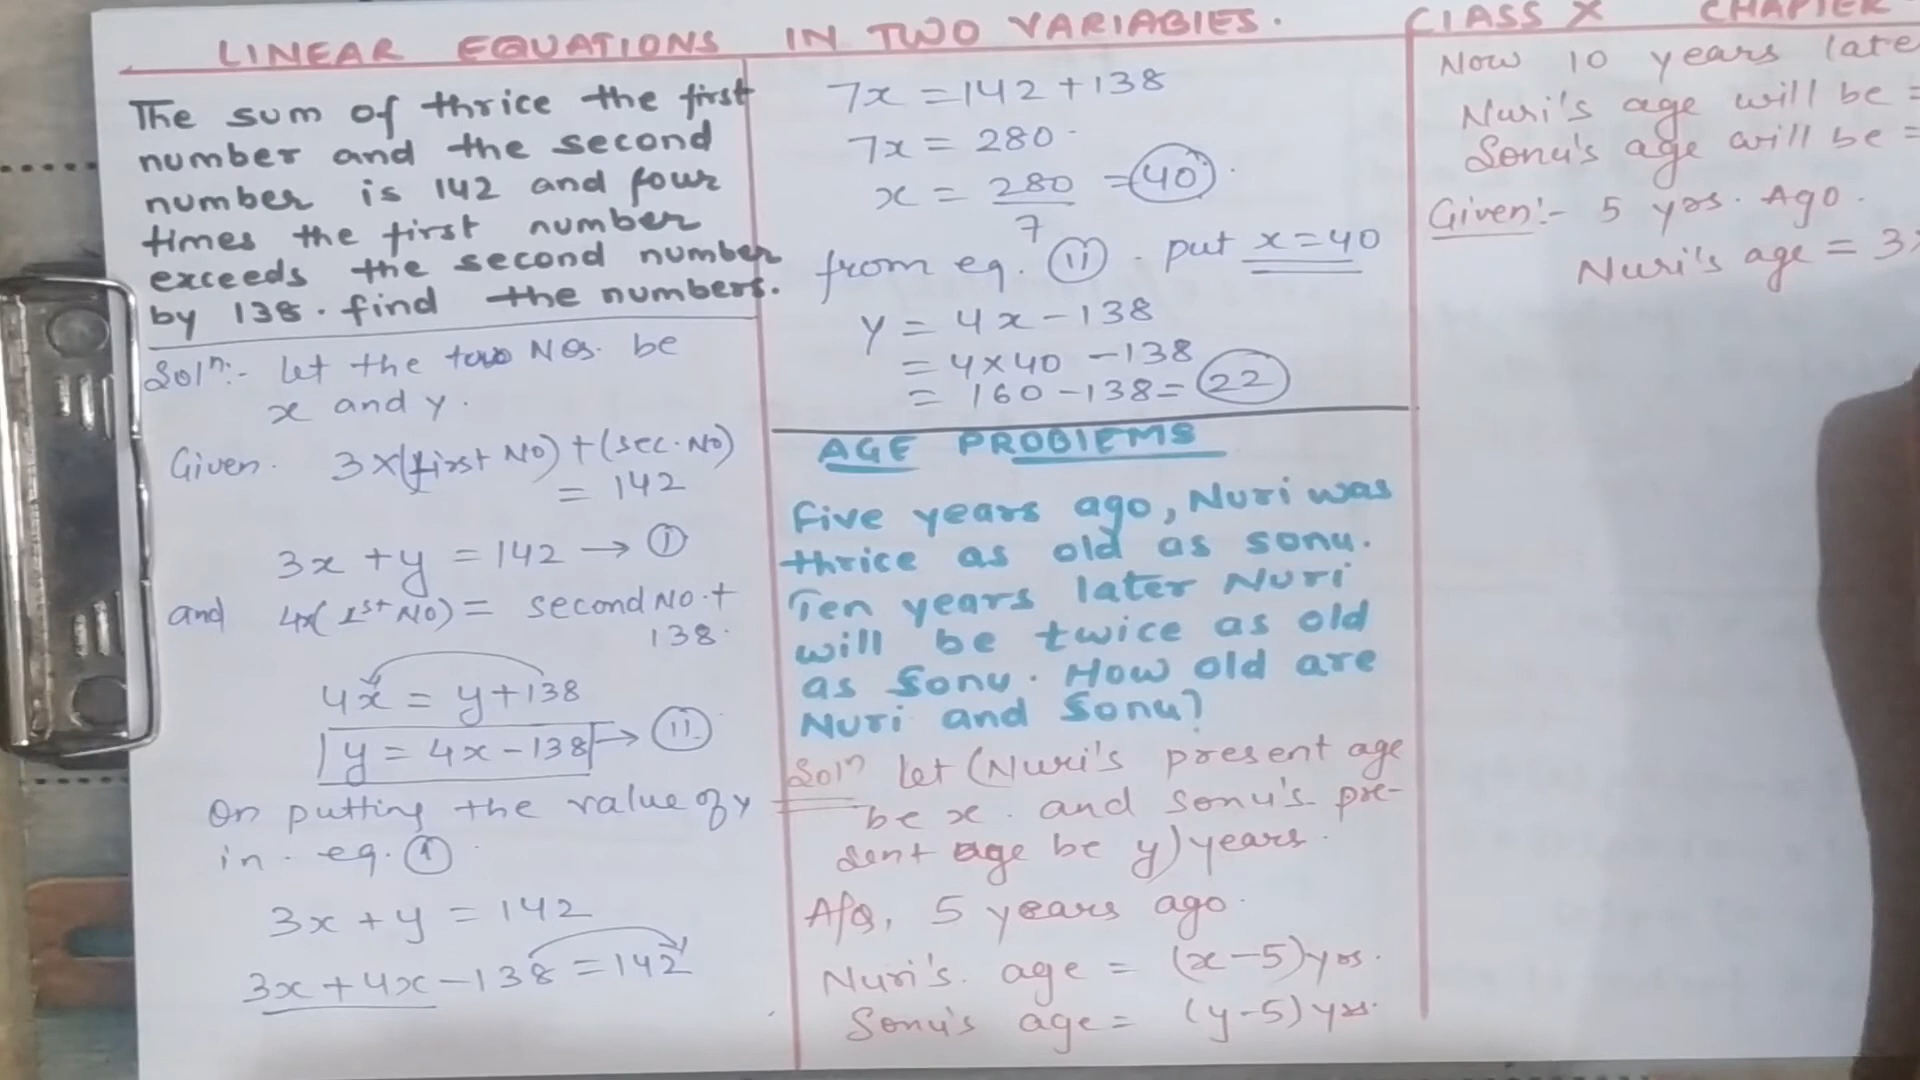 LINEAR EQUATIONS IN TWO VARIABLES. CLASS X CHAPTER
The sum of thrice the first
number and the second
number is 142 and four
times the first number
exceeds the second number
by 138. find the numbers.
Solⁿ:- Let the two NOs. be
x and y.
Given. 3×(first NO)+(sec. NO)
= 142
3x + y = 142 → (I)
and 4×(1st NO) = second NO. +
138.
4x = y+138
y = 4x-138 → (II)
On putting the value of y
in eq. (1)
3x + y = 142
3x + 4x - 138 = 142
7x = 142+138
7x = 280
x = 280/7 = 40
from eq. (II). put x=40
y = 4x-138
= 4×40 -138
= 160-138 = 22
AGE PROBLEMS
Five years ago, Nuri was
thrice as old as sonu.
Ten years later Nuri
will be twice as old
as Sonu. How old are
Nuri and Sonu?
Solⁿ Let (Nuri's present age
be x. and Sonu's pre-
sent age be y) years.
A/Q, 5 years ago.
Nuri's. age = (x-5)yrs.
Sonu's age = (y-5)yrs.
Now 10 years late
Nuri's age will be =
Sonu's age will be =
Given:- 5 yrs. Ago.
Nuri's age = 3